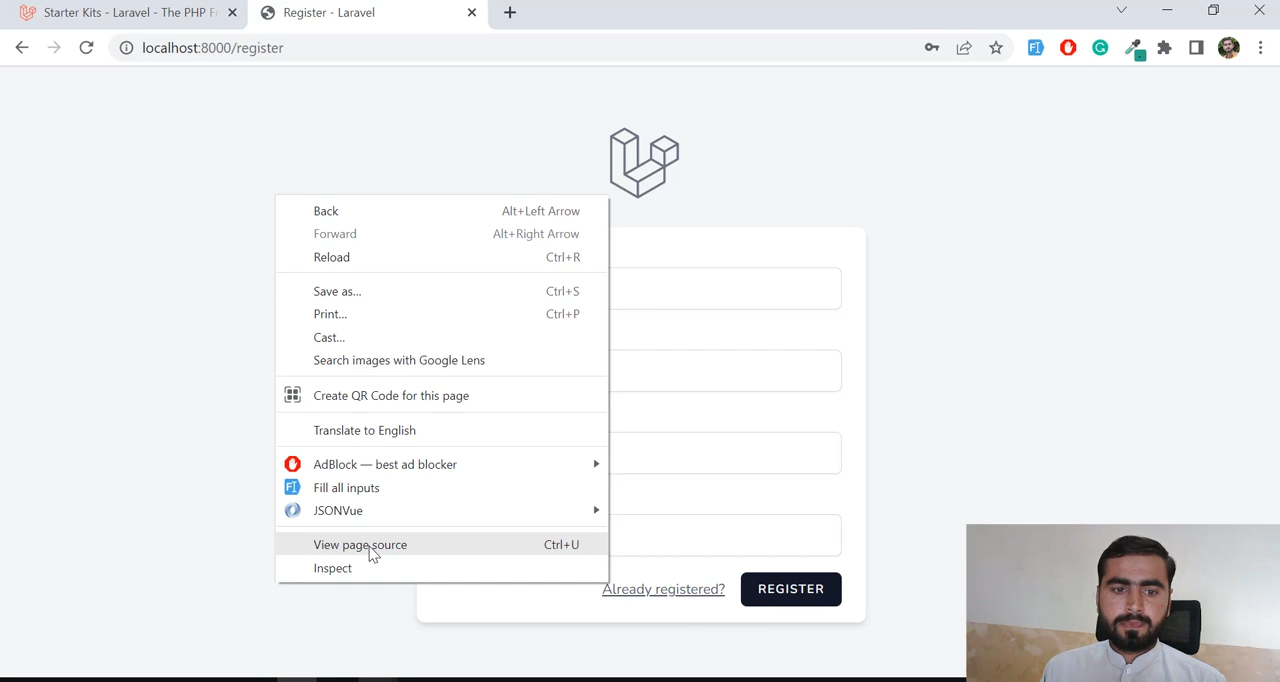 Starter Kits - Laravel - The PHP F
Register - Laravel
localhost:8000/register
Back Alt+Left Arrow
Forward Alt+Right Arrow
Reload Ctrl+R
Save as... Ctrl+S
Print... Ctrl+P
Cast...
Search images with Google Lens
Create QR Code for this page
Translate to English
AdBlock — best ad blocker
Fill all inputs
JSONVue
View page source Ctrl+U
Inspect
Already registered? REGISTER